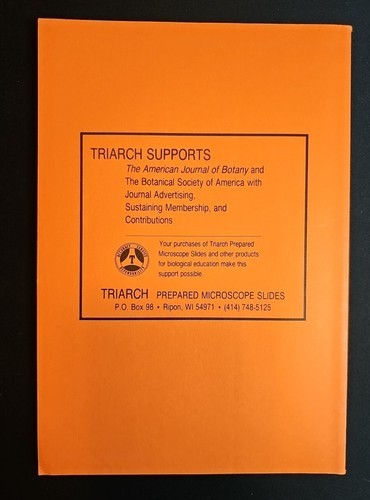 TRIARCH SUPPORTS
The American Journal of Botany and
The Botanical Society of America with
Journal Advertising,
Sustaining Membership, and
Contributions
Your purchases of Triarch Prepared
Microscope Slides and other products
for biological education make this
support possible.
T
TRIARCH PREPARED MICROSCOPE SLIDES
P.O. Box 98 • Ripon, WI 54971 • (414) 748-5125